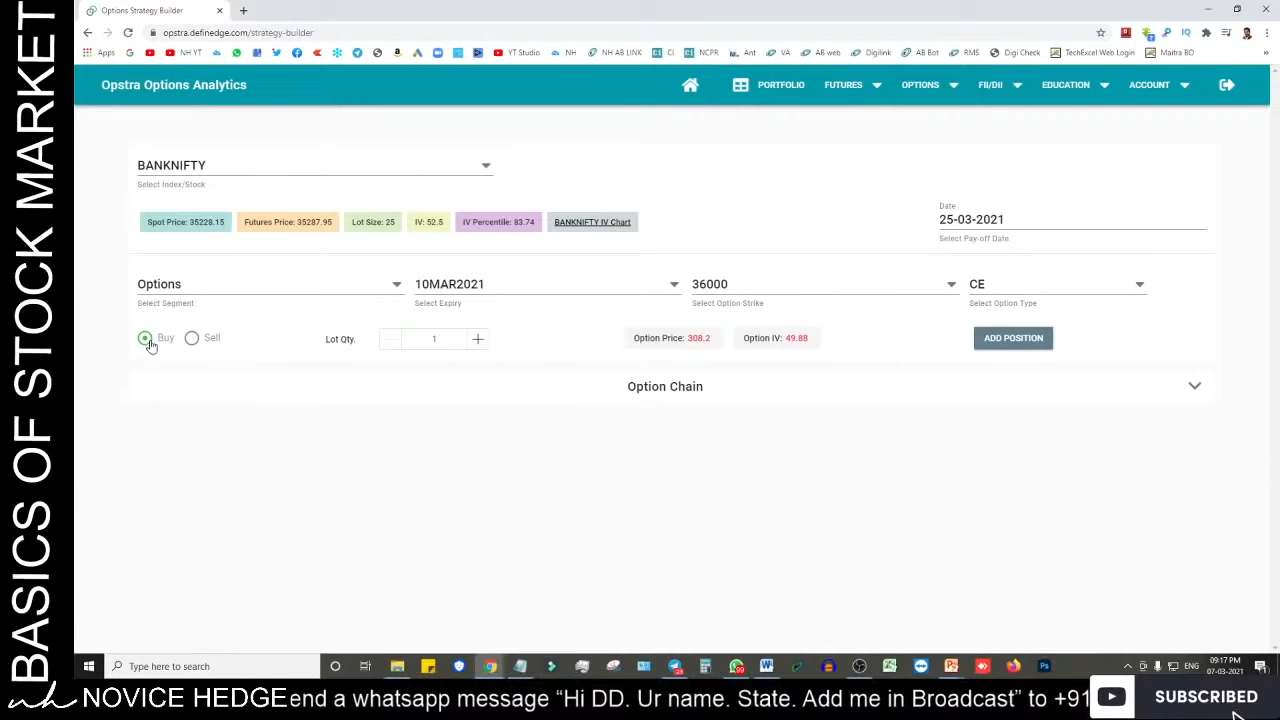 BASICS OF STOCK MARKET
Options Strategy Builder
opstra.definedge.com/strategy-builder
Apps NH YT YT Studio NH NH AB LINK CI NCPR Ant VA AB web Digilink AB Bot RMS Digi Check TechExcel Web Login Maitra BO
Opstra Options Analytics PORTFOLIO FUTURES OPTIONS FII/DII EDUCATION ACCOUNT
BANKNIFTY
Select Index/Stock
Date
25-03-2021
Select Pay-off Date
Spot Price: 35228.15 Futures Price: 35287.95 Lot Size: 25 IV: 52.5 IV Percentile: 83.74 BANKNIFTY IV Chart
Options 10MAR2021 36000 CE
Select Segment Select Expiry Select Option Strike Select Option Type
Buy Sell Lot Qty. 1 Option Price: 308.2 Option IV: 49.88 ADD POSITION
Option Chain
Type here to search
ENG
09:17 PM
07-03-2021
nh NOVICE HEDGE end a whatsapp message “Hi DD. Ur name. State. Add me in Broadcast” to +91
SUBSCRIBED